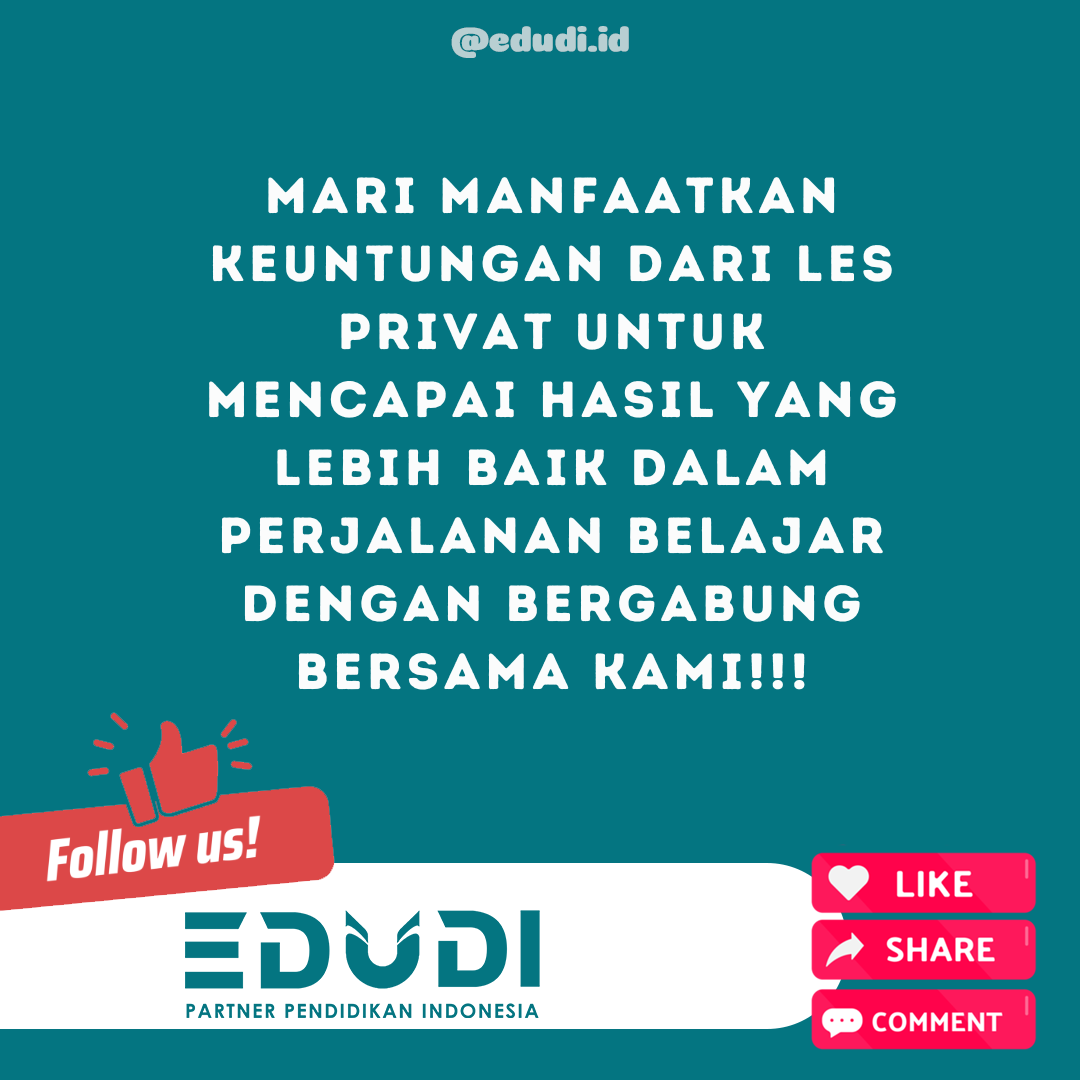 @edudi.id
MARI MANFAATKAN
KEUNTUNGAN DARI LES
PRIVAT UNTUK
MENCAPAI HASIL YANG
LEBIH BAIK DALAM
PERJALANAN BELAJAR
DENGAN BERGABUNG
BERSAMA KAMI!!!
Follow us!
EDUDI
PARTNER PENDIDIKAN INDONESIA
LIKE
SHARE
COMMENT